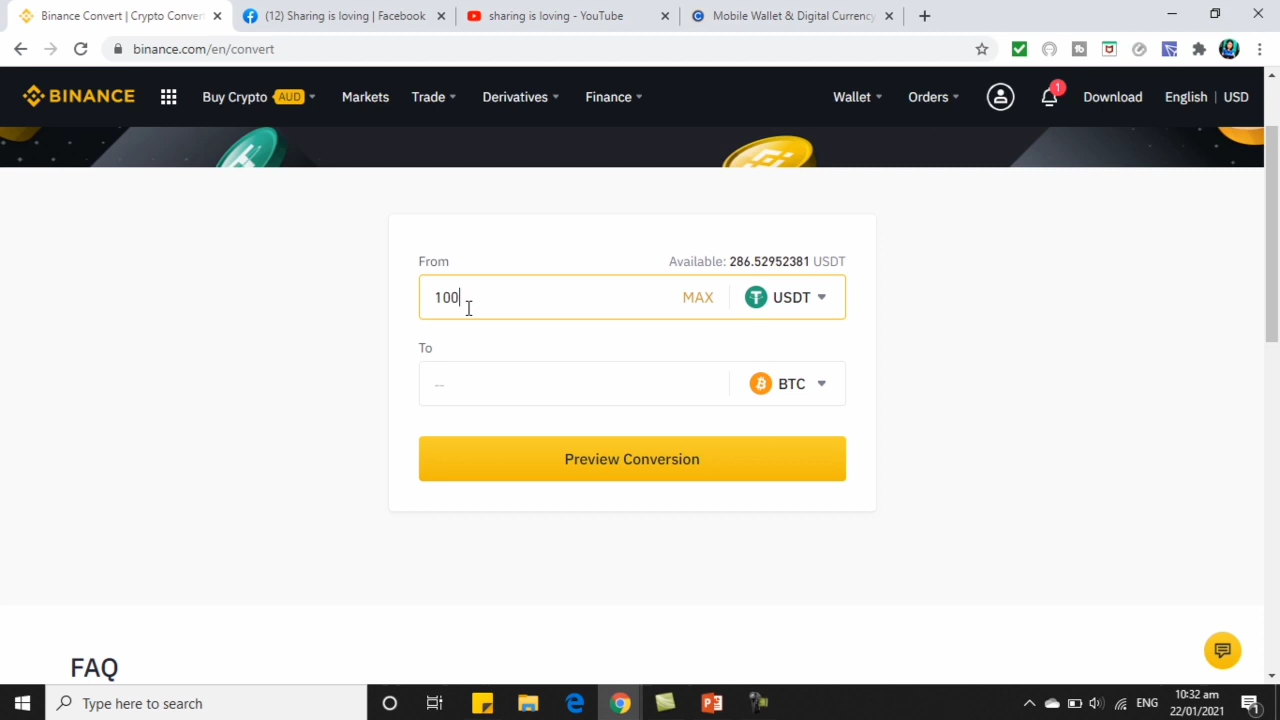 Binance Convert | Crypto Conver
(12) Sharing is loving | Facebook
sharing is loving - YouTube
Mobile Wallet & Digital Currency
binance.com/en/convert
BINANCE
Buy Crypto AUD
Markets
Trade
Derivatives
Finance
Wallet
Orders
1
Download
English | USD
From
Available: 286.52952381 USDT
100
MAX
USDT
To
--
BTC
Preview Conversion
FAQ
Type here to search
ENG
10:32 am
22/01/2021
1